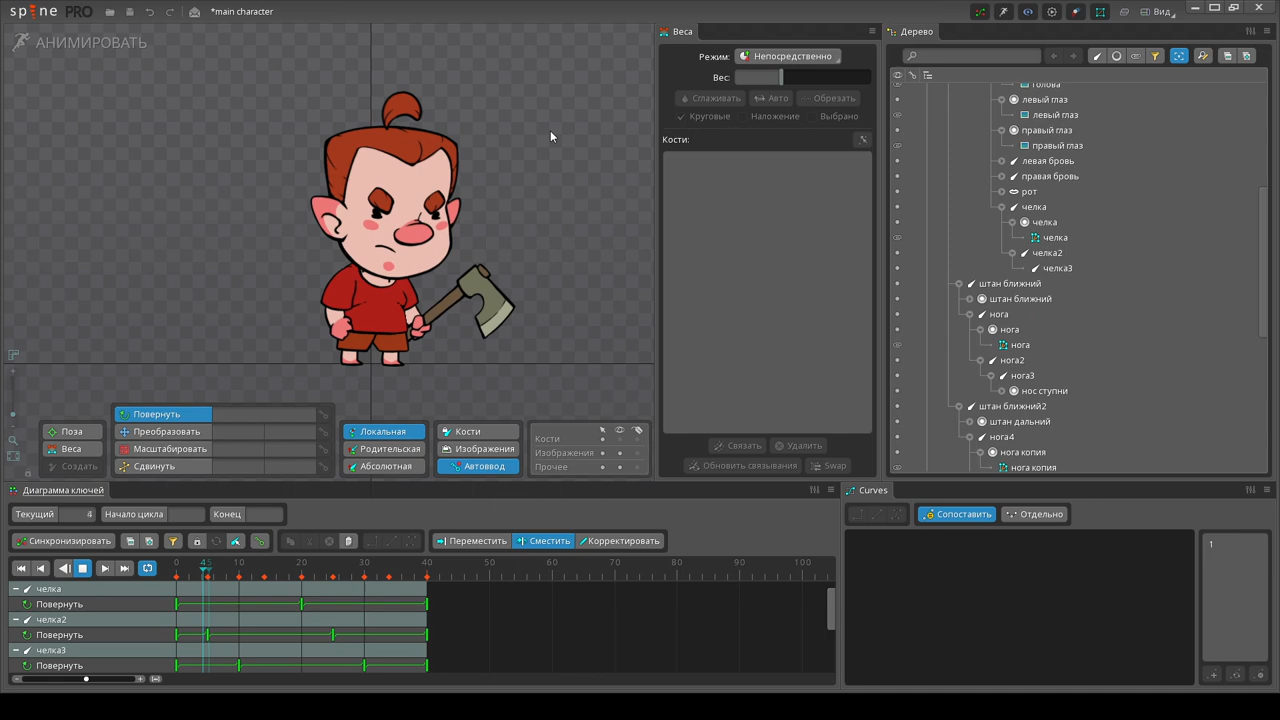 spine PRO *main character Вид
АНИМИРОВАТЬ
Веса
Режим: Непосредственно
Вес:
Сглаживать Авто Обрезать
Круговые Наложение Выбрано
Кости:
Связать Удалить
Обновить связывания Swap
Дерево
голова
левый глаз
левый глаз
правый глаз
правый глаз
левая бровь
правая бровь
рот
челка
челка
челка
челка2
челка3
штан ближний
штан ближний
нога
нога
нога
нога2
нога3
нос ступни
штан ближний2
штан дальний
нога4
нога копия
нога копия
Поза
Веса
Создать
Повернуть
Преобразовать
Масштабировать
Сдвинуть
Локальная
Родительская
Абсолютная
Кости
Изображения
Автоввод
Кости
Изображения
Прочее
Диаграмма ключей
Текущий 4 Начало цикла Конец
Синхронизировать Переместить Сместить Корректировать
0 4 5 10 20 30 40 50 60 70 80 90 100
челка
Повернуть
челка2
Повернуть
челка3
Повернуть
Curves
Сопоставить Отдельно
1